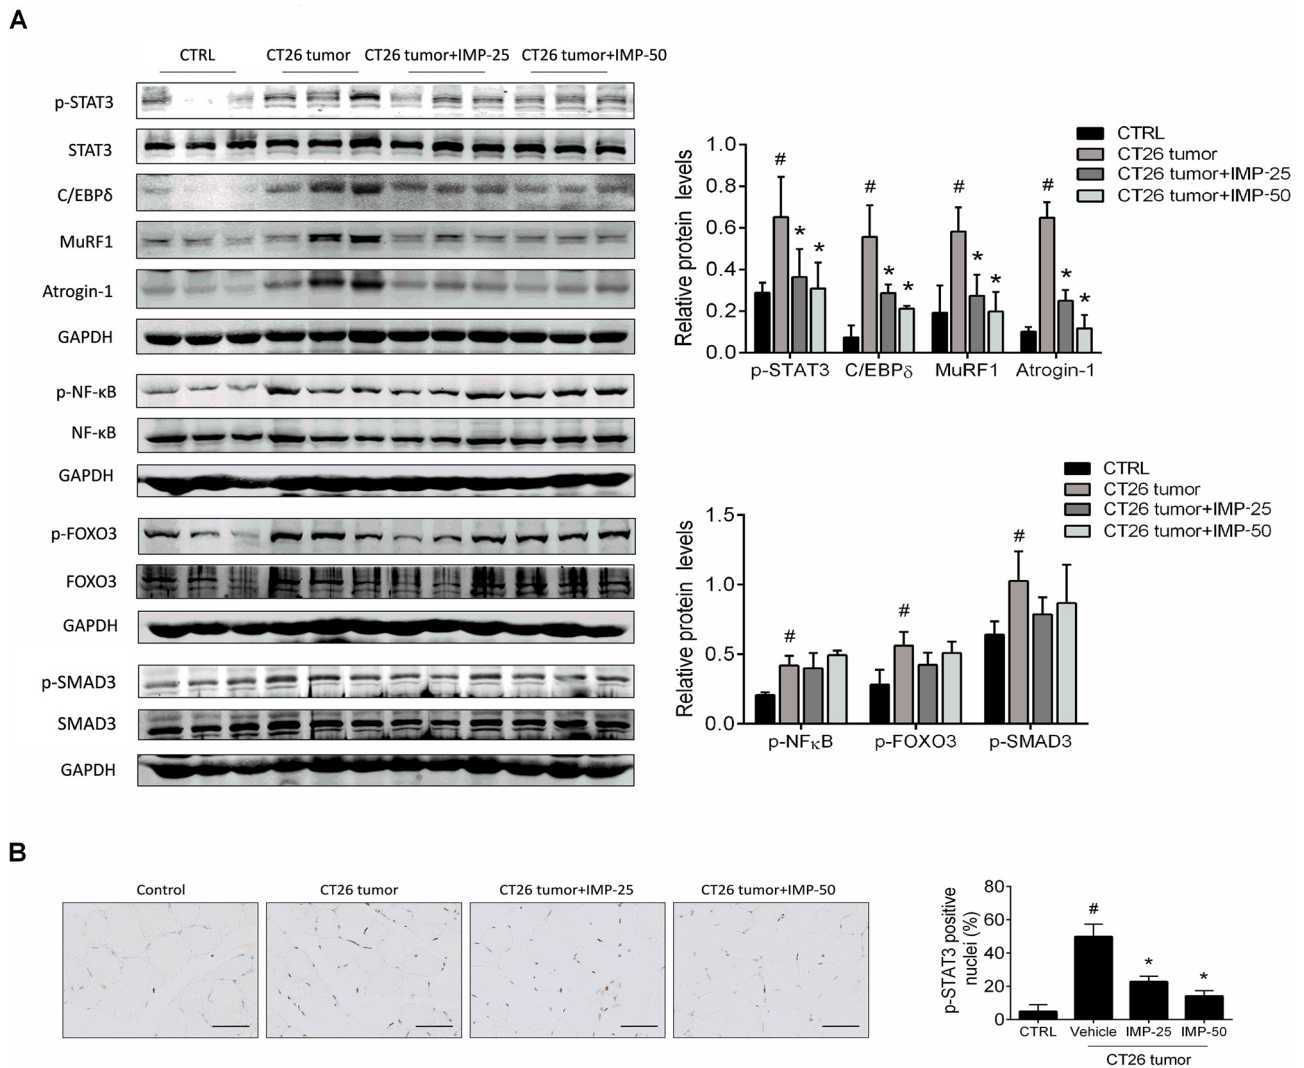 A
CTRL CT26 tumor CT26 tumor+IMP-25 CT26 tumor+IMP-50
p-STAT3
STAT3
C/EBPδ
MuRF1
Atrogin-1
GAPDH
p-NF-κB
NF-κB
GAPDH
p-FOXO3
FOXO3
GAPDH
p-SMAD3
SMAD3
GAPDH
Relative protein levels
1.0
0.8
0.6
0.4
0.2
0.0
# * *
# * *
# * *
# * *
p-STAT3 C/EBPδ MuRF1 Atrogin-1
CTRL
CT26 tumor
CT26 tumor+IMP-25
CT26 tumor+IMP-50
Relative protein levels
1.5
1.0
0.5
0.0
#
#
#
p-NFκB p-FOXO3 p-SMAD3
CTRL
CT26 tumor
CT26 tumor+IMP-25
CT26 tumor+IMP-50
B
Control CT26 tumor CT26 tumor+IMP-25 CT26 tumor+IMP-50
p-STAT3 positive
nuclei (%)
80
60
40
20
0
# * *
CTRL Vehicle IMP-25 IMP-50
CT26 tumor